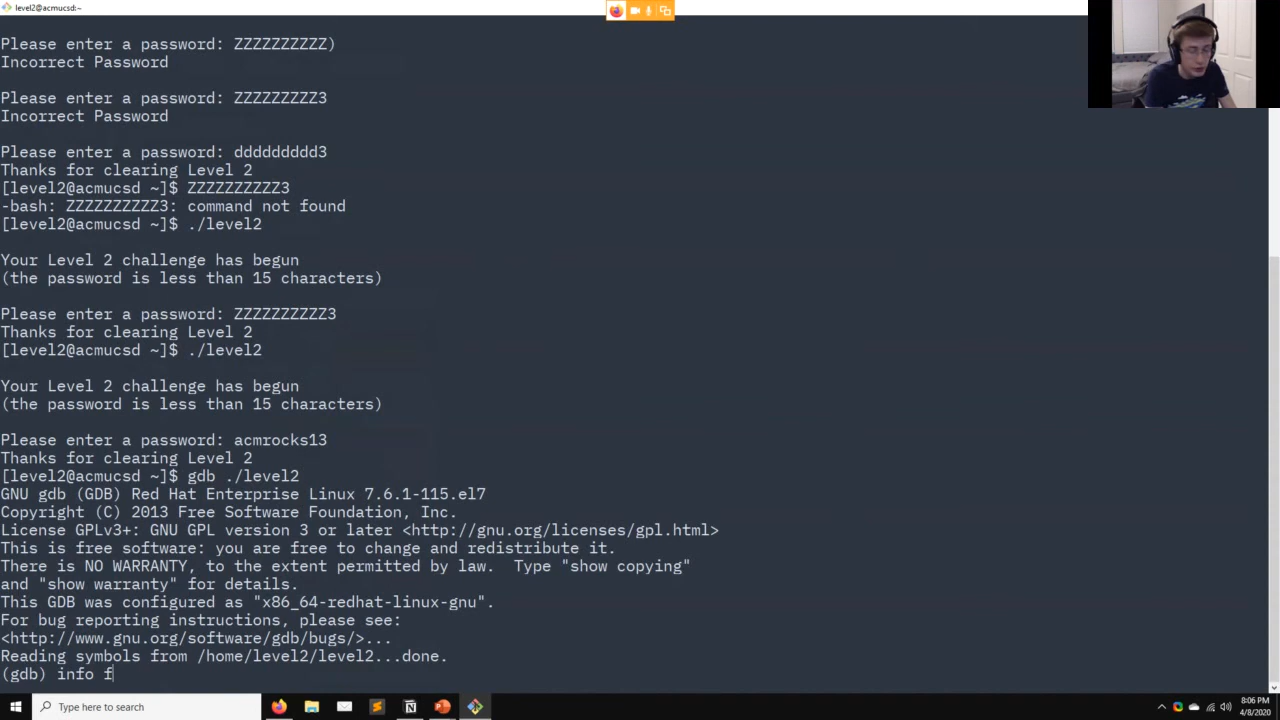 level2@acmucsd:~
Please enter a password: ZZZZZZZZZZ)
Incorrect Password
Please enter a password: ZZZZZZZZZ3
Incorrect Password
Please enter a password: ddddddddd3
Thanks for clearing Level 2
[level2@acmucsd ~]$ ZZZZZZZZZZ3
-bash: ZZZZZZZZZZ3: command not found
[level2@acmucsd ~]$ ./level2
Your Level 2 challenge has begun
(the password is less than 15 characters)
Please enter a password: ZZZZZZZZZZ3
Thanks for clearing Level 2
[level2@acmucsd ~]$ ./level2
Your Level 2 challenge has begun
(the password is less than 15 characters)
Please enter a password: acmrocks13
Thanks for clearing Level 2
[level2@acmucsd ~]$ gdb ./level2
GNU gdb (GDB) Red Hat Enterprise Linux 7.6.1-115.el7
Copyright (C) 2013 Free Software Foundation, Inc.
License GPLv3+: GNU GPL version 3 or later <http://gnu.org/licenses/gpl.html>
This is free software: you are free to change and redistribute it.
There is NO WARRANTY, to the extent permitted by law.  Type "show copying"
and "show warranty" for details.
This GDB was configured as "x86_64-redhat-linux-gnu".
For bug reporting instructions, please see:
<http://www.gnu.org/software/gdb/bugs/>...
Reading symbols from /home/level2/level2...done.
(gdb) info f
Type here to search
8:06 PM
4/8/2020